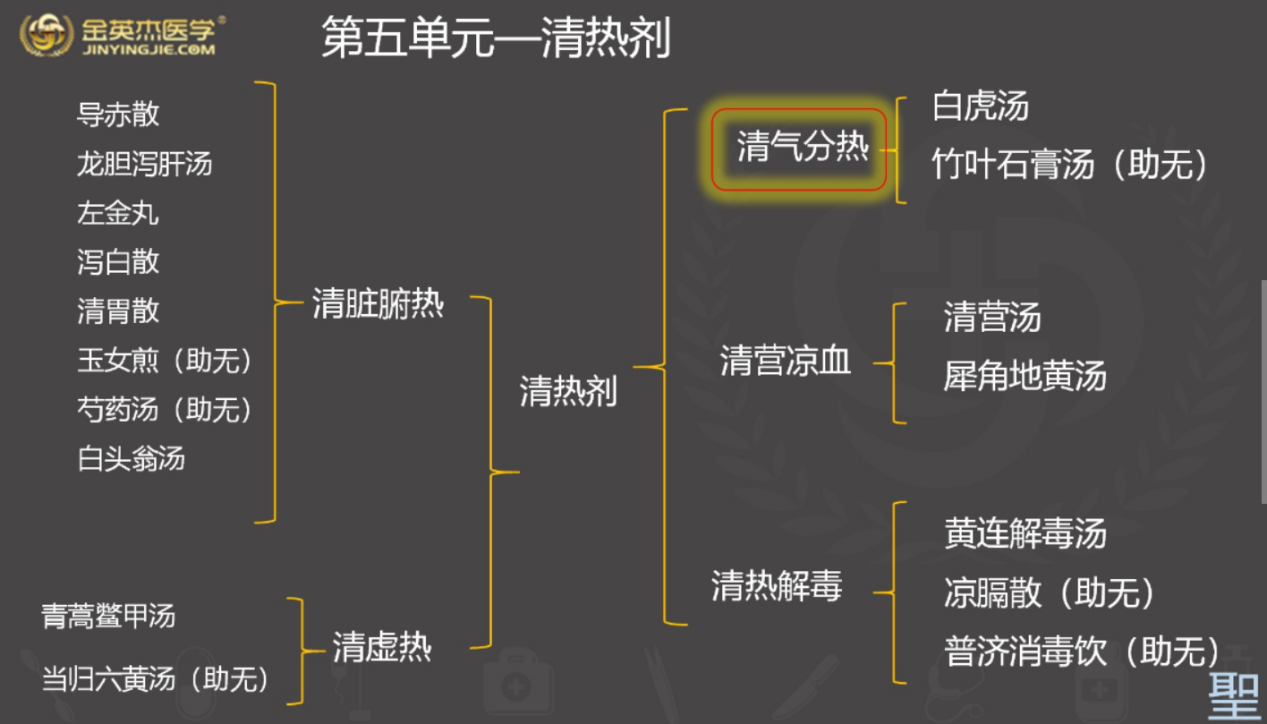 金英杰医学®
JINYINGJIE.COM
第五单元—清热剂
导赤散
龙胆泻肝汤
左金丸
泻白散
清胃散
玉女煎（助无）
芍药汤（助无）
白头翁汤
清脏腑热
青蒿鳖甲汤
当归六黄汤（助无）
清虚热
清热剂
清气分热
白虎汤
竹叶石膏汤（助无）
清营凉血
清营汤
犀角地黄汤
清热解毒
黄连解毒汤
凉膈散（助无）
普济消毒饮（助无）
聖